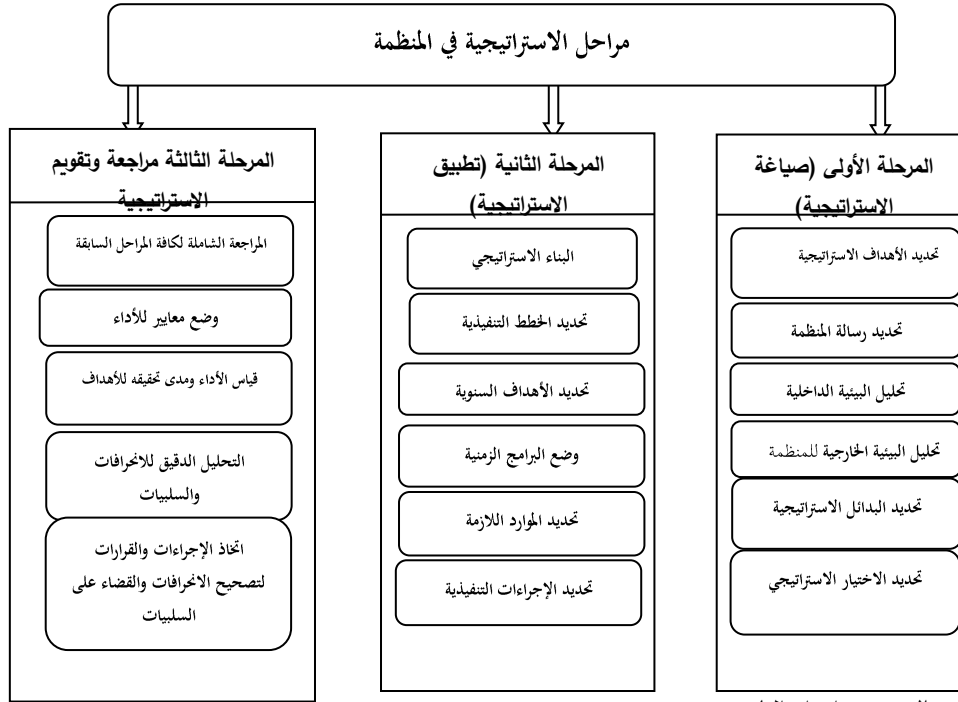 مراحل الاستراتيجية في المنظمة
المرحلة الأولى (صياغة
الاستراتيجية)
تحديد الأهداف الاستراتيجية
تحديد رسالة المنظمة
تحليل البيئية الداخلية
تحليل البيئية الخارجية للمنظمة
تحديد البدائل الاستراتيجية
تحديد الاختيار الاستراتيجي
المرحلة الثانية (تطبيق
الاستراتيجية)
البناء الاستراتيجي
تحديد الخطط التنفيذية
تحديد الأهداف السنوية
وضع البرامج الزمنية
تحديد الموارد اللازمة
تحديد الإجراءات التنفيذية
المرحلة الثالثة مراجعة وتقويم
الاستراتيجية
المراجعة الشاملة لكافة المراحل السابقة
وضع معايير للأداء
قياس الأداء ومدى تحقيقه للأهداف
التحليل الدقيق للانحرافات
والسلبيات
اتخاذ الإجراءات والقرارات
لتصحيح الانحرافات والقضاء على
السلبيات